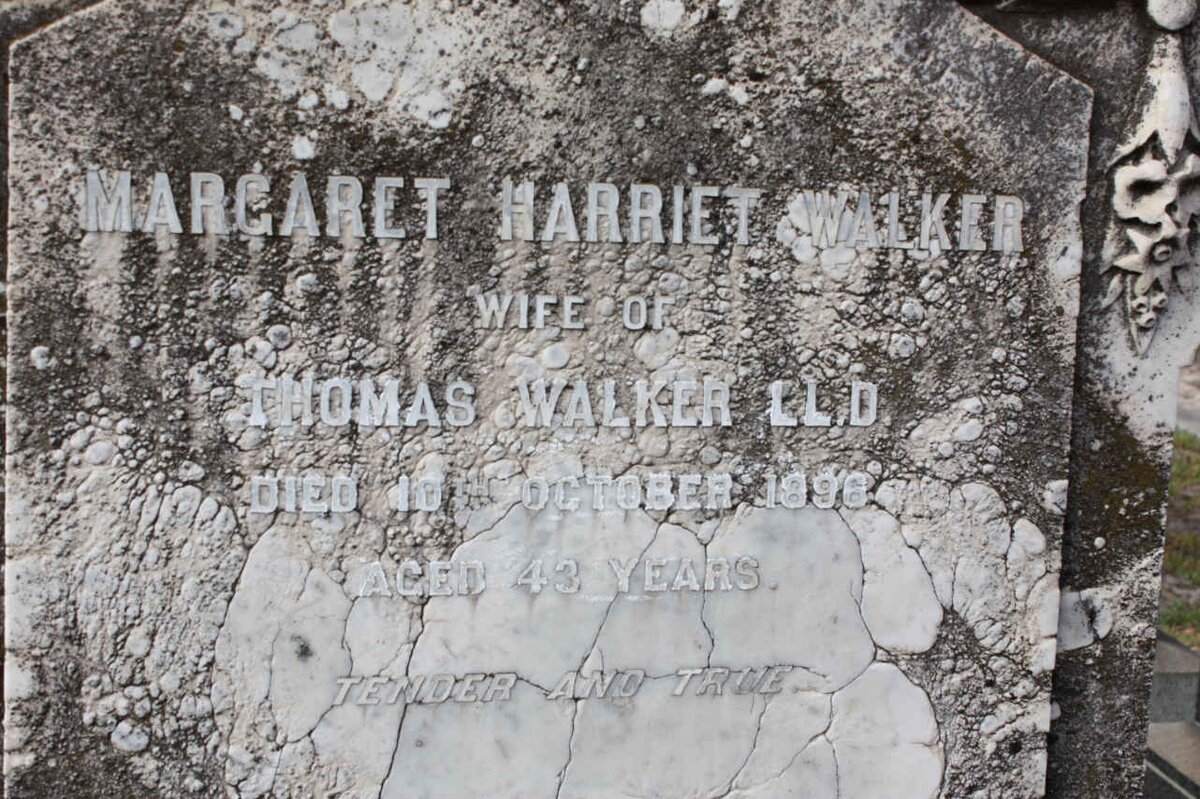 MARGARET HARRIET WALKER
WIFE OF
THOMAS WALKER LL.D.
DIED 10TH OCTOBER 1896
AGED 43 YEARS
TENDER AND TRUE